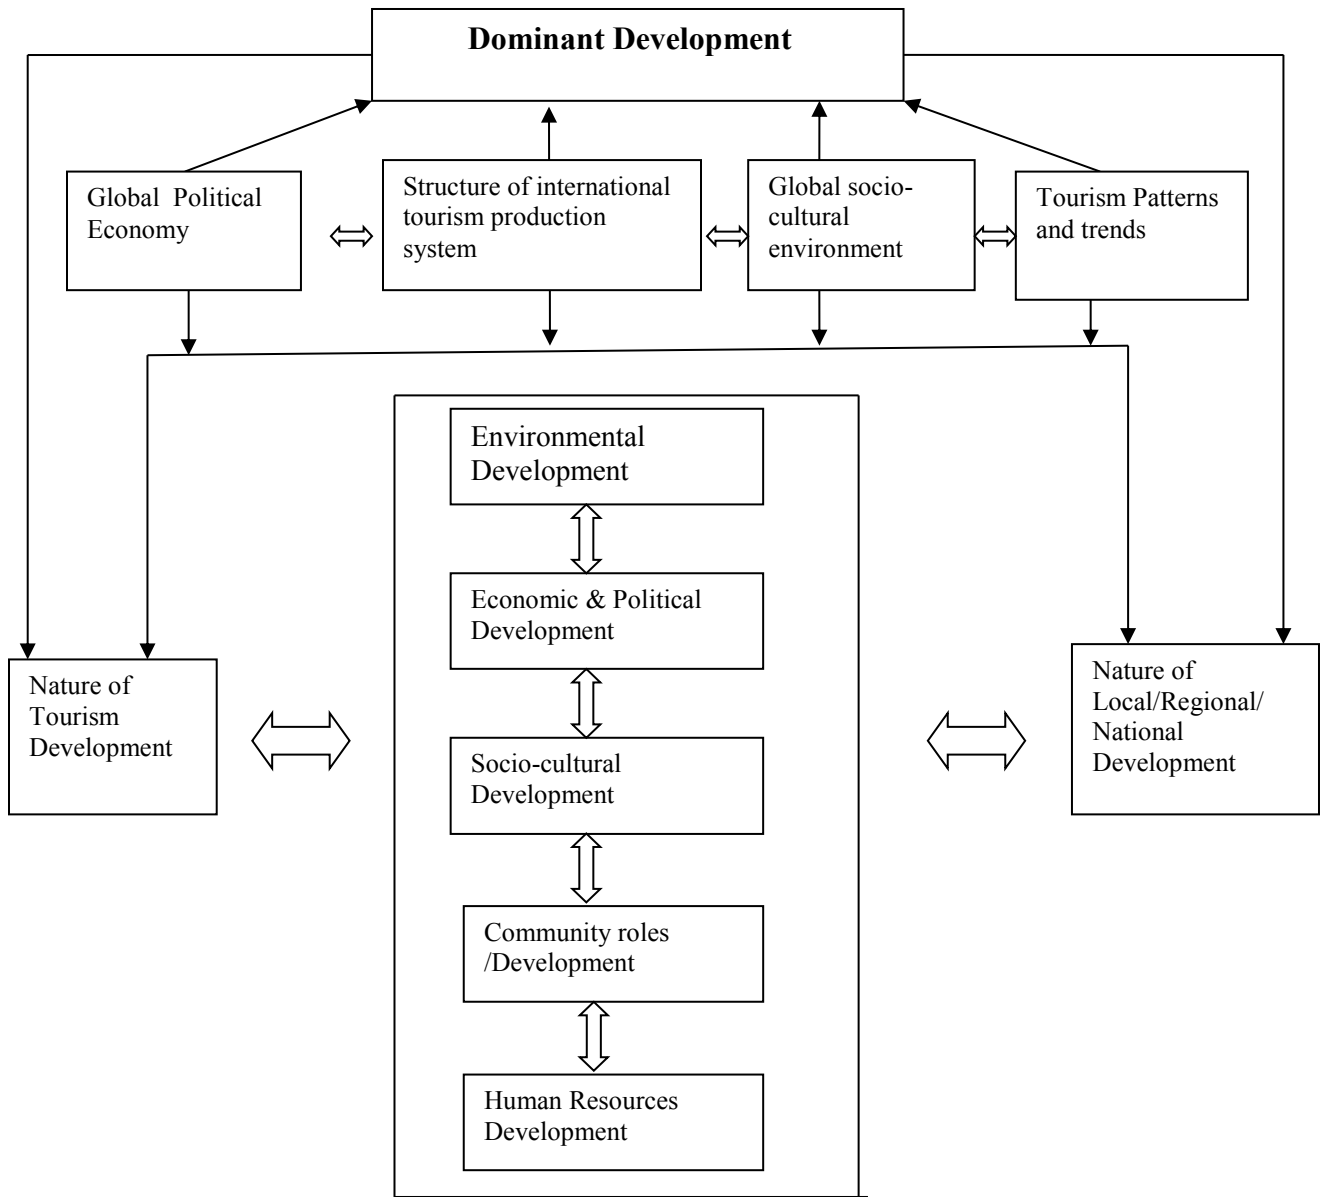 Dominant Development
Global Political
Economy
Structure of international
tourism production
system
Global socio-
cultural
environment
Tourism Patterns
and trends
Environmental
Development
Economic & Political
Development
Nature of
Tourism
Development
Nature of
Local/Regional/
National
Development
Socio-cultural
Development
Community roles
/Development
Human Resources
Development